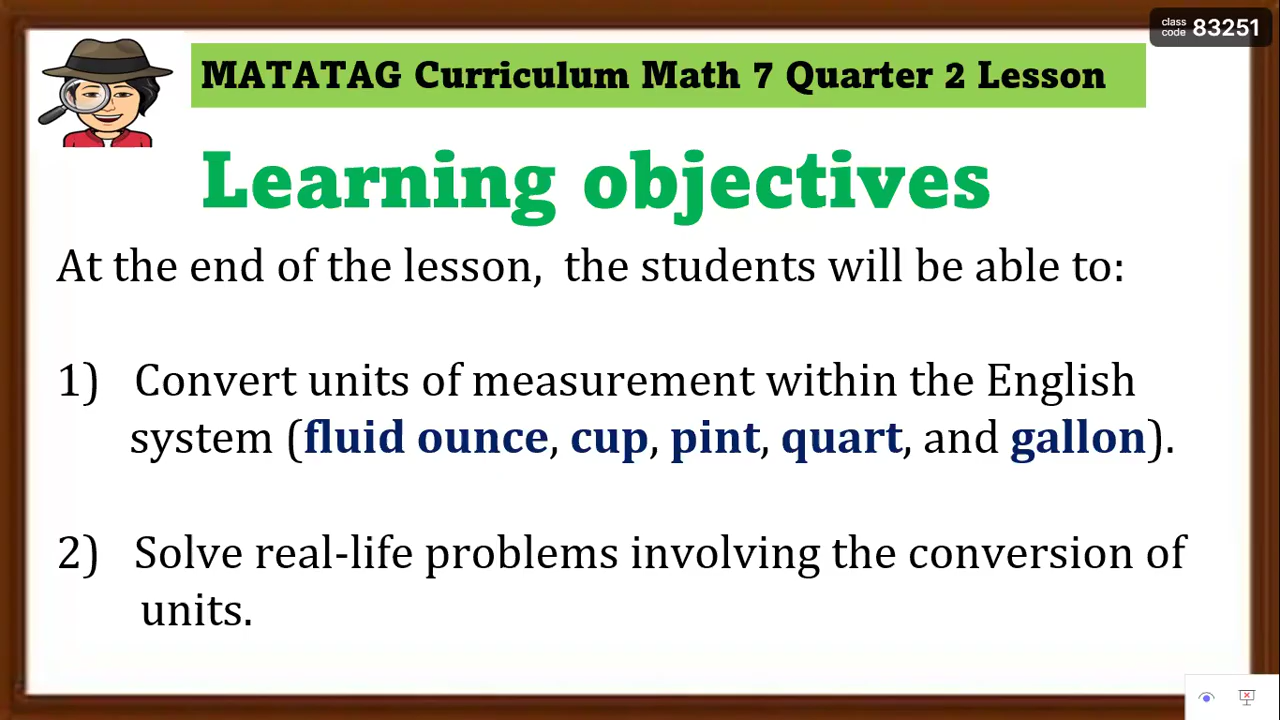 class
code 83251
MATATAG Curriculum Math 7 Quarter 2 Lesson
Learning objectives
At the end of the lesson, the students will be able to:
1) Convert units of measurement within the English
system (fluid ounce, cup, pint, quart, and gallon).
2) Solve real-life problems involving the conversion of
units.